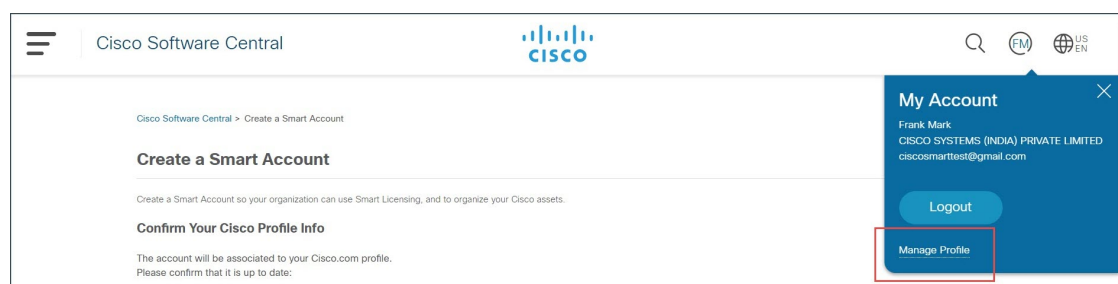 Cisco Software Central
CISCO
FM
US
EN
My Account
Frank Mark
CISCO SYSTEMS (INDIA) PRIVATE LIMITED
ciscosmarttest@gmail.com
Logout
Manage Profile
Cisco Software Central > Create a Smart Account
Create a Smart Account
Create a Smart Account so your organization can use Smart Licensing, and to organize your Cisco assets.
Confirm Your Cisco Profile Info
The account will be associated to your Cisco.com profile.
Please confirm that it is up to date: